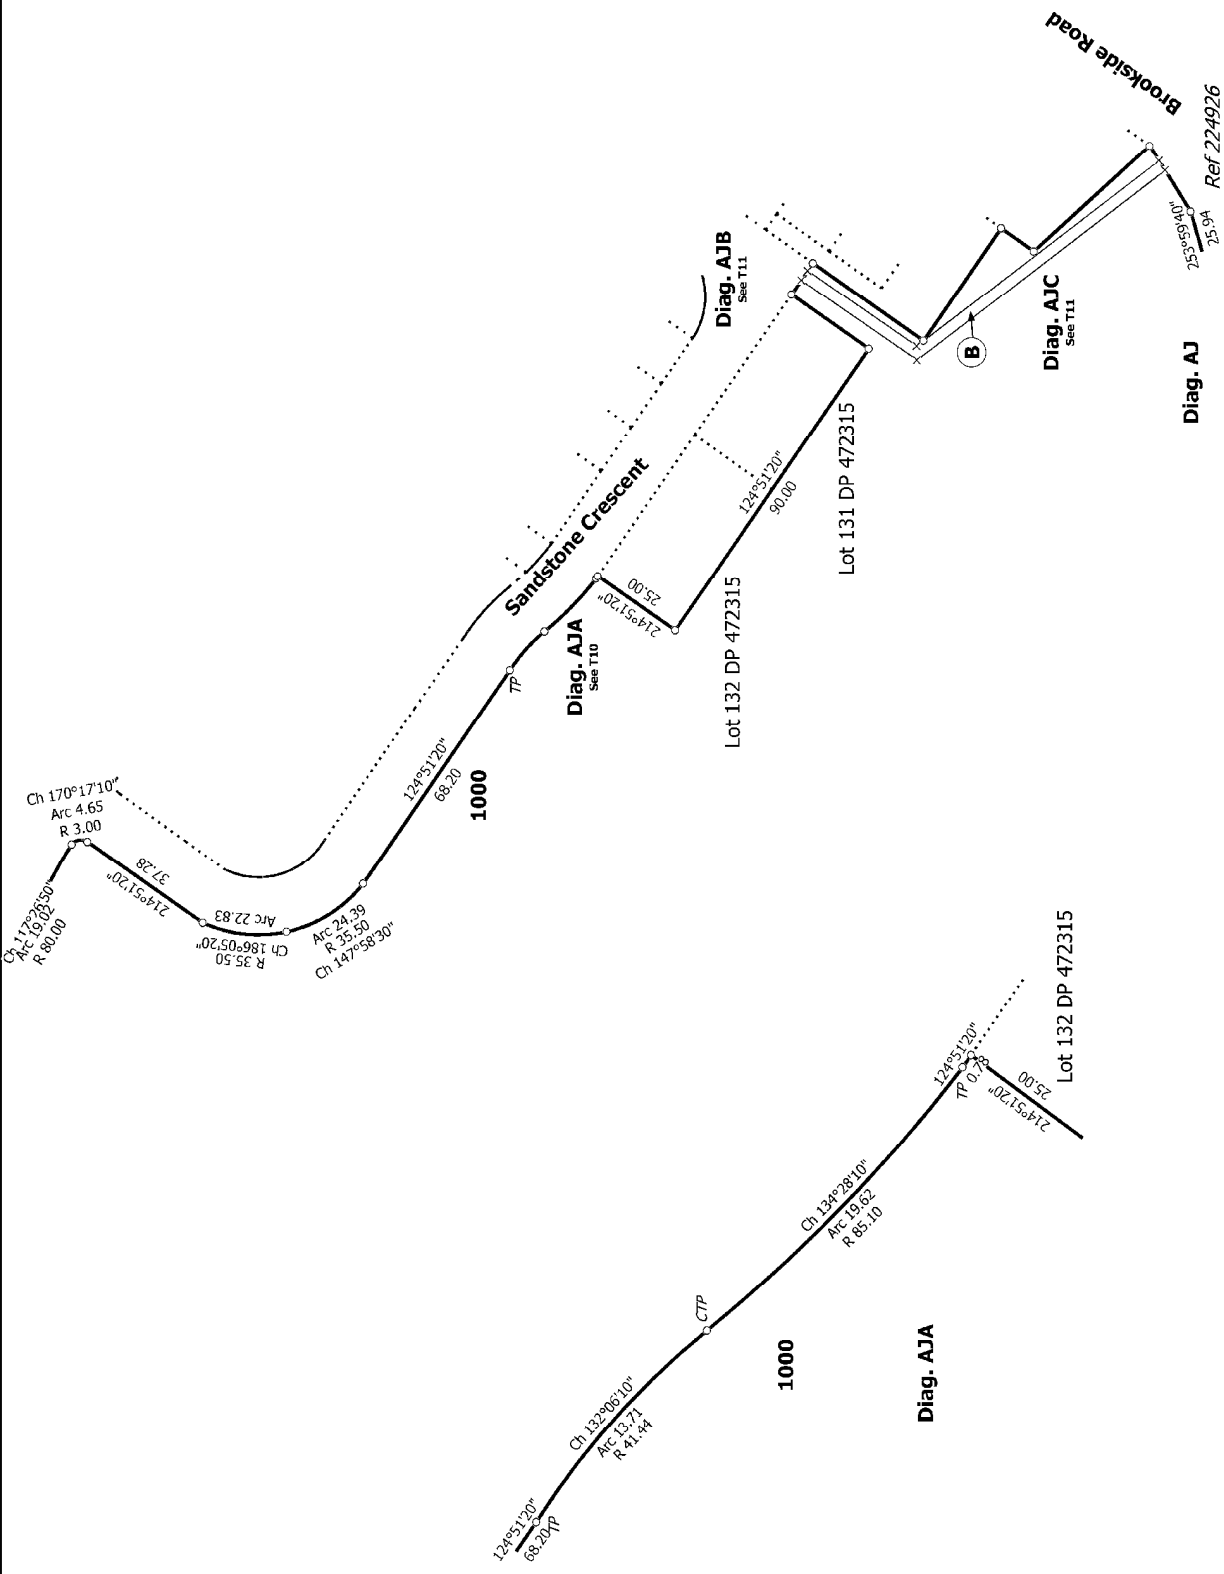 Ch 117°26'50"
Arc 19.02
R 80.00
Ch 170°17'10"
Arc 4.65
R 3.00
214°51'20"
37.28
Arc 22.83
Ch 186°05'20"
R 35.50
Arc 24.39
R 35.50
Ch 147°58'30"
124°51'20"
68.20
1000
TP
Diag. AJA
See T10
Sandstone Crescent
214°51'20"
25.00
Lot 132 DP 472315
124°51'20"
90.00
Lot 131 DP 472315
Diag. AJB
See T11
B
Diag. AJC
See T11
Brookside Road
253°59'40"
25.94
Ref 224926
Diag. AJ
124°51'20"
68.20
TP
Ch 132°06'10"
Arc 13.71
R 41.44
CTP
1000
Ch 134°28'10"
Arc 19.62
R 85.10
124°51'20"
TP 0.78
214°51'20"
25.00
Lot 132 DP 472315
Diag. AJA